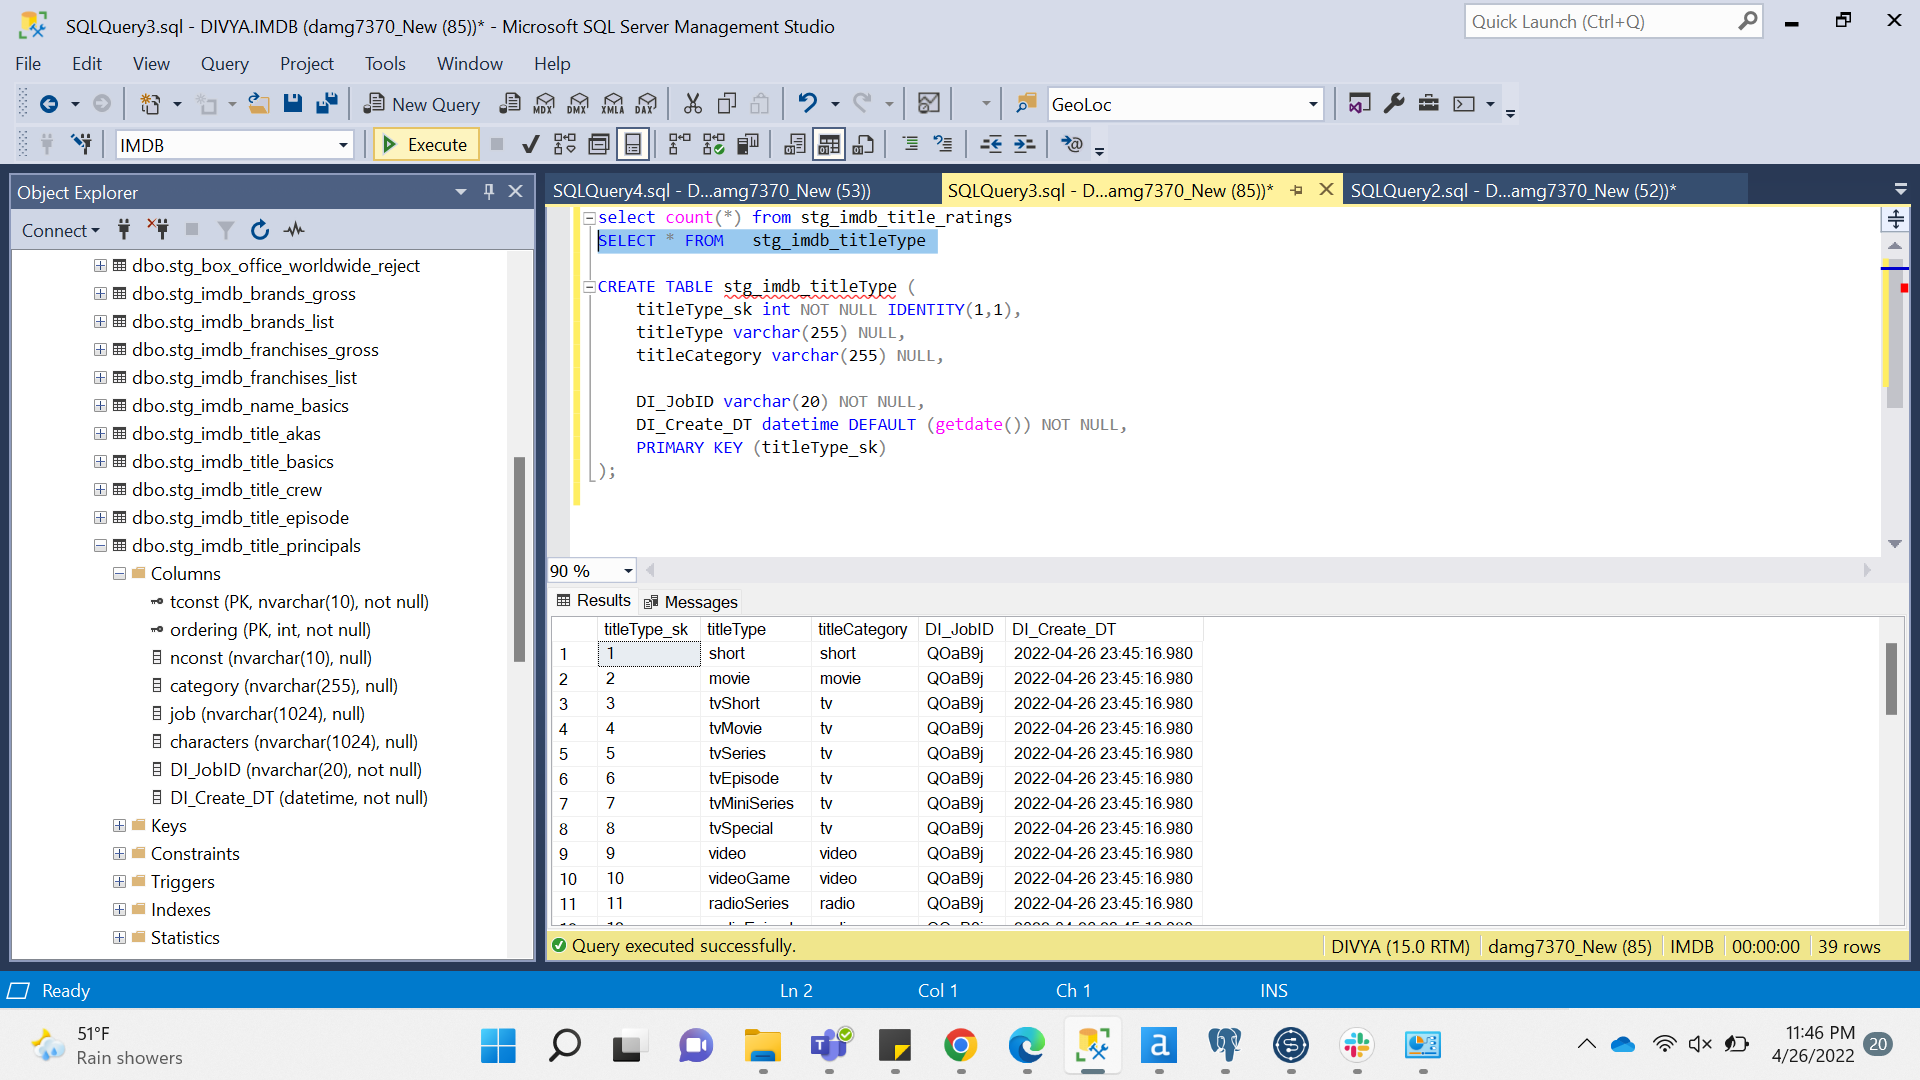 SQLQuery3.sql - DIVYA.IMDB (damg7370_New (85))* - Microsoft SQL Server Management Studio
Quick Launch (Ctrl+Q)
File Edit View Query Project Tools Window Help
New Query
MDX DMX XMLA DAX
GeoLoc
IMDB
Execute
Object Explorer
Connect
dbo.stg_box_office_worldwide_reject
dbo.stg_imdb_brands_gross
dbo.stg_imdb_brands_list
dbo.stg_imdb_franchises_gross
dbo.stg_imdb_franchises_list
dbo.stg_imdb_name_basics
dbo.stg_imdb_title_akas
dbo.stg_imdb_title_basics
dbo.stg_imdb_title_crew
dbo.stg_imdb_title_episode
dbo.stg_imdb_title_principals
Columns
tconst (PK, nvarchar(10), not null)
ordering (PK, int, not null)
nconst (nvarchar(10), null)
category (nvarchar(255), null)
job (nvarchar(1024), null)
characters (nvarchar(1024), null)
DI_JobID (nvarchar(20), not null)
DI_Create_DT (datetime, not null)
Keys
Constraints
Triggers
Indexes
Statistics
SQLQuery4.sql - D...amg7370_New (53))
SQLQuery3.sql - D...amg7370_New (85))*
SQLQuery2.sql - D...amg7370_New (52))*
select count(*) from stg_imdb_title_ratings
SELECT * FROM stg_imdb_titleType
CREATE TABLE stg_imdb_titleType (
titleType_sk int NOT NULL IDENTITY(1,1),
titleType varchar(255) NULL,
titleCategory varchar(255) NULL,
DI_JobID varchar(20) NOT NULL,
DI_Create_DT datetime DEFAULT (getdate()) NOT NULL,
PRIMARY KEY (titleType_sk)
);
90 %
Results Messages
titleType_sk titleType titleCategory DI_JobID DI_Create_DT
1 1 short short QOaB9j 2022-04-26 23:45:16.980
2 2 movie movie QOaB9j 2022-04-26 23:45:16.980
3 3 tvShort tv QOaB9j 2022-04-26 23:45:16.980
4 4 tvMovie tv QOaB9j 2022-04-26 23:45:16.980
5 5 tvSeries tv QOaB9j 2022-04-26 23:45:16.980
6 6 tvEpisode tv QOaB9j 2022-04-26 23:45:16.980
7 7 tvMiniSeries tv QOaB9j 2022-04-26 23:45:16.980
8 8 tvSpecial tv QOaB9j 2022-04-26 23:45:16.980
9 9 video video QOaB9j 2022-04-26 23:45:16.980
10 10 videoGame video QOaB9j 2022-04-26 23:45:16.980
11 11 radioSeries radio QOaB9j 2022-04-26 23:45:16.980
Query executed successfully.
DIVYA (15.0 RTM) damg7370_New (85) IMDB 00:00:00 39 rows
Ready
Ln 2 Col 1 Ch 1 INS
51°F
Rain showers
a
11:46 PM
4/26/2022
20